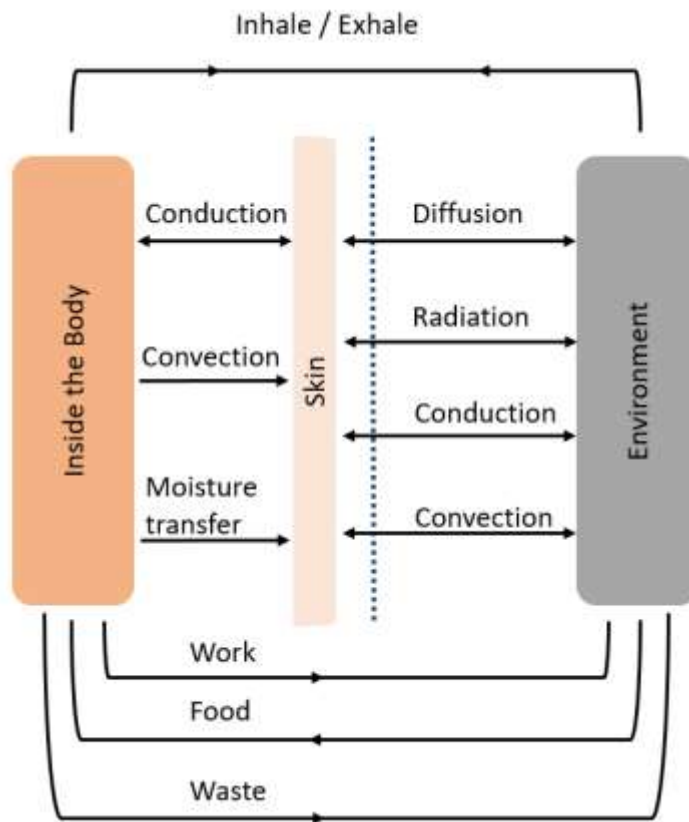 Inhale / Exhale
Inside the Body
Conduction
Convection
Moisture
transfer
Skin
Diffusion
Radiation
Conduction
Convection
Environment
Work
Food
Waste